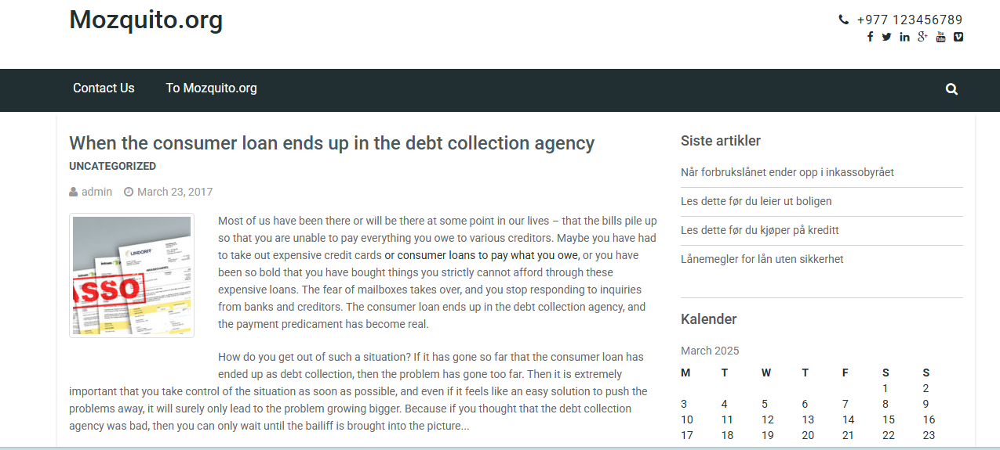 Mozquito.org
+977 123456789
Contact Us
To Mozquito.org
When the consumer loan ends up in the debt collection agency
UNCATEGORIZED
admin March 23, 2017
LINDORFF
ASSO
Most of us have been there or will be there at some point in our lives – that the bills pile up
so that you are unable to pay everything you owe to various creditors. Maybe you have had
to take out expensive credit cards or consumer loans to pay what you owe, or you have
been so bold that you have bought things you strictly cannot afford through these
expensive loans. The fear of mailboxes takes over, and you stop responding to inquiries
from banks and creditors. The consumer loan ends up in the debt collection agency, and
the payment predicament has become real.
How do you get out of such a situation? If it has gone so far that the consumer loan has
ended up as debt collection, then the problem has gone too far. Then it is extremely
important that you take control of the situation as soon as possible, and even if it feels like an easy solution to push the
problems away, it will surely only lead to the problem growing bigger. Because if you thought that the debt collection
agency was bad, then you can only wait until the bailiff is brought into the picture...
Siste artikler
Når forbrukslånet ender opp i inkassobyrået
Les dette før du leier ut boligen
Les dette før du kjøper på kreditt
Lånemegler for lån uten sikkerhet
Kalender
March 2025
M T W T F S S
1 2
3 4 5 6 7 8 9
10 11 12 13 14 15 16
17 18 19 20 21 22 23